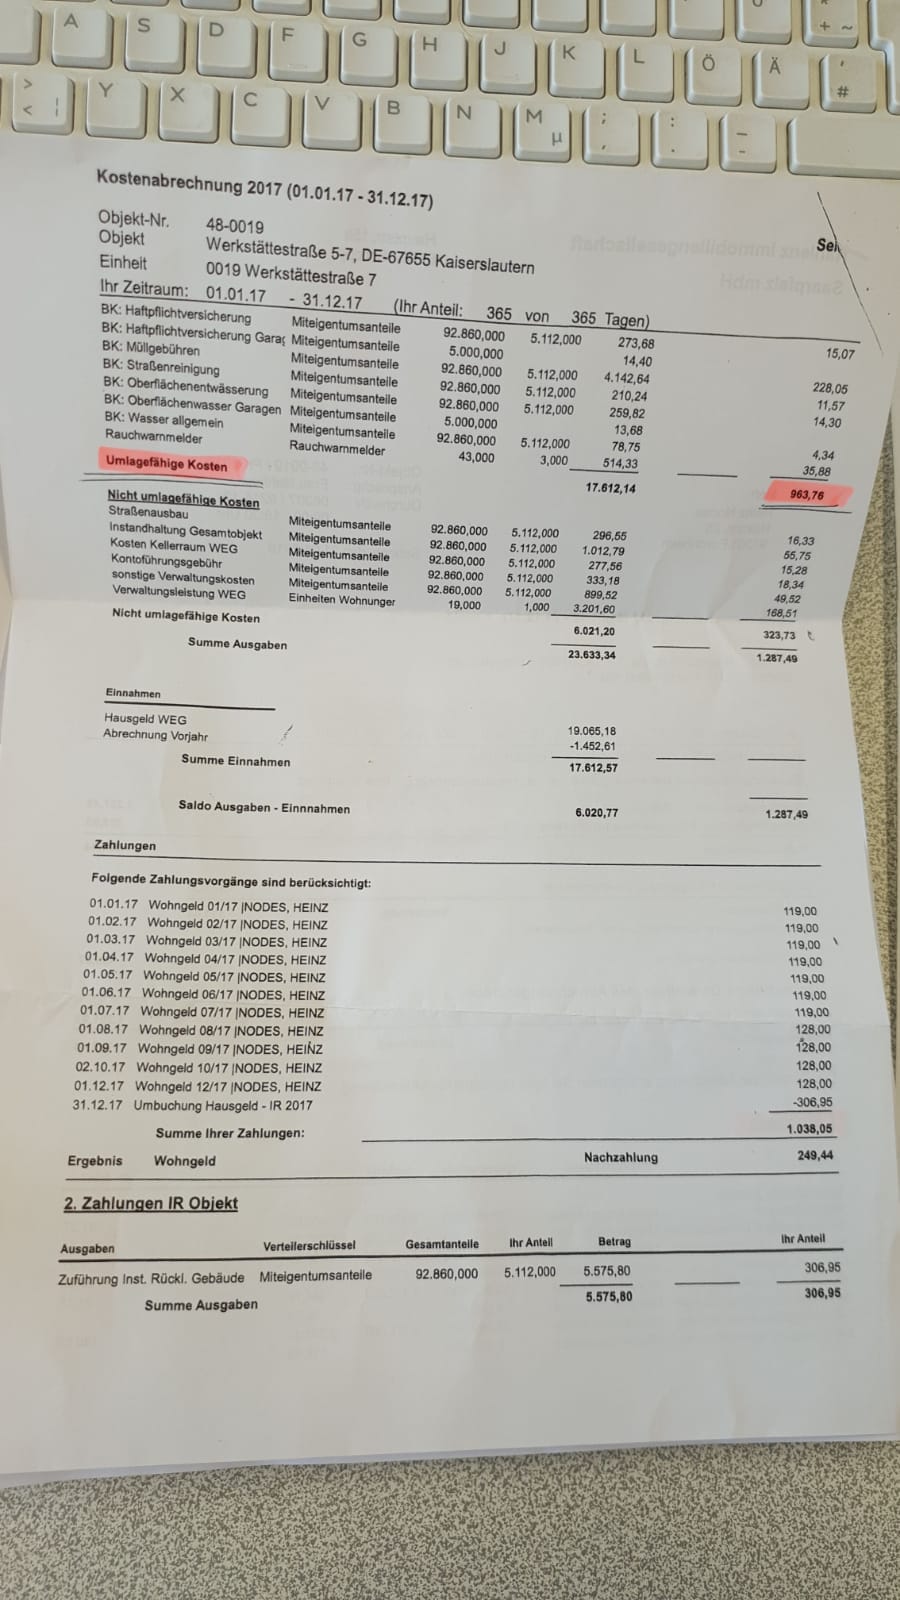 A S D F G H J K L Ö Ä ' #
+ ~
> < | Y X C V B N M µ ; , : . _ -
Kostenabrechnung 2017 (01.01.17 - 31.12.17)
Objekt-Nr. 48-0019
Objekt Werkstättestraße 5-7, DE-67655 Kaiserslautern
Einheit 0019 Werkstättestraße 7
Ihr Zeitraum: 01.01.17 - 31.12.17 (Ihr Anteil: 365 von 365 Tagen)
BK: Haftpflichtversicherung Miteigentumsanteile 92.860,000 5.112,000 273,68 15,07
BK: Haftpflichtversicherung Garag Miteigentumsanteile 5.000,000 14,40
BK: Müllgebühren Miteigentumsanteile 92.860,000 5.112,000 4.142,64 228,05
BK: Straßenreinigung Miteigentumsanteile 92.860,000 5.112,000 210,24 11,57
BK: Oberflächenentwässerung Miteigentumsanteile 92.860,000 5.112,000 259,82 14,30
BK: Oberflächenwasser Garagen Miteigentumsanteile 5.000,000 13,68
BK: Wasser allgemein Miteigentumsanteile 92.860,000 5.112,000 78,75 4,34
Rauchwarnmelder Rauchwarnmelder 43,000 3,000 514,33 35,88
Umlagefähige Kosten 17.612,14 963,76
Nicht umlagefähige Kosten
Straßenausbau Miteigentumsanteile 92.860,000 5.112,000 296,55 16,33
Instandhaltung Gesamtobjekt Miteigentumsanteile 92.860,000 5.112,000 1.012,79 55,75
Kosten Kellerraum WEG Miteigentumsanteile 92.860,000 5.112,000 277,56 15,28
Kontoführungsgebühr Miteigentumsanteile 92.860,000 5.112,000 333,18 18,34
sonstige Verwaltungskosten Miteigentumsanteile 92.860,000 5.112,000 899,52 49,52
Verwaltungsleistung WEG Einheiten Wohnunger 19,000 1,000 3.201,60 168,51
Nicht umlagefähige Kosten 6.021,20 323,73
Summe Ausgaben 23.633,34 1.287,49
Einnahmen
Hausgeld WEG 19.065,18
Abrechnung Vorjahr -1.452,61
Summe Einnahmen 17.612,57
Saldo Ausgaben - Einnnahmen 6.020,77 1.287,49
Zahlungen
Folgende Zahlungsvorgänge sind berücksichtigt:
01.01.17 Wohngeld 01/17 |NODES, HEINZ 119,00
01.02.17 Wohngeld 02/17 |NODES, HEINZ 119,00
01.03.17 Wohngeld 03/17 |NODES, HEINZ 119,00
01.04.17 Wohngeld 04/17 |NODES, HEINZ 119,00
01.05.17 Wohngeld 05/17 |NODES, HEINZ 119,00
01.06.17 Wohngeld 06/17 |NODES, HEINZ 119,00
01.07.17 Wohngeld 07/17 |NODES, HEINZ 119,00
01.08.17 Wohngeld 08/17 |NODES, HEINZ 128,00
01.09.17 Wohngeld 09/17 |NODES, HEINZ 128,00
02.10.17 Wohngeld 10/17 |NODES, HEINZ 128,00
01.12.17 Wohngeld 12/17 |NODES, HEINZ 128,00
31.12.17 Umbuchung Hausgeld - IR 2017 -306,95
Summe Ihrer Zahlungen: 1.038,05
Ergebnis Wohngeld Nachzahlung 249,44
2. Zahlungen IR Objekt
Ausgaben Verteilerschlüssel Gesamtanteile Ihr Anteil Betrag Ihr Anteil
Zuführung Inst. Rückl. Gebäude Miteigentumsanteile 92.860,000 5.112,000 5.575,80 306,95
Summe Ausgaben 5.575,80 306,95